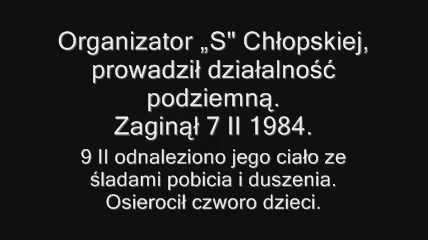 Organizator „S" Chłopskiej,
prowadził działalność
podziemną.
Zaginął 7 II 1984.
9 II odnaleziono jego ciało ze
śladami pobicia i duszenia.
Osierocił czworo dzieci.